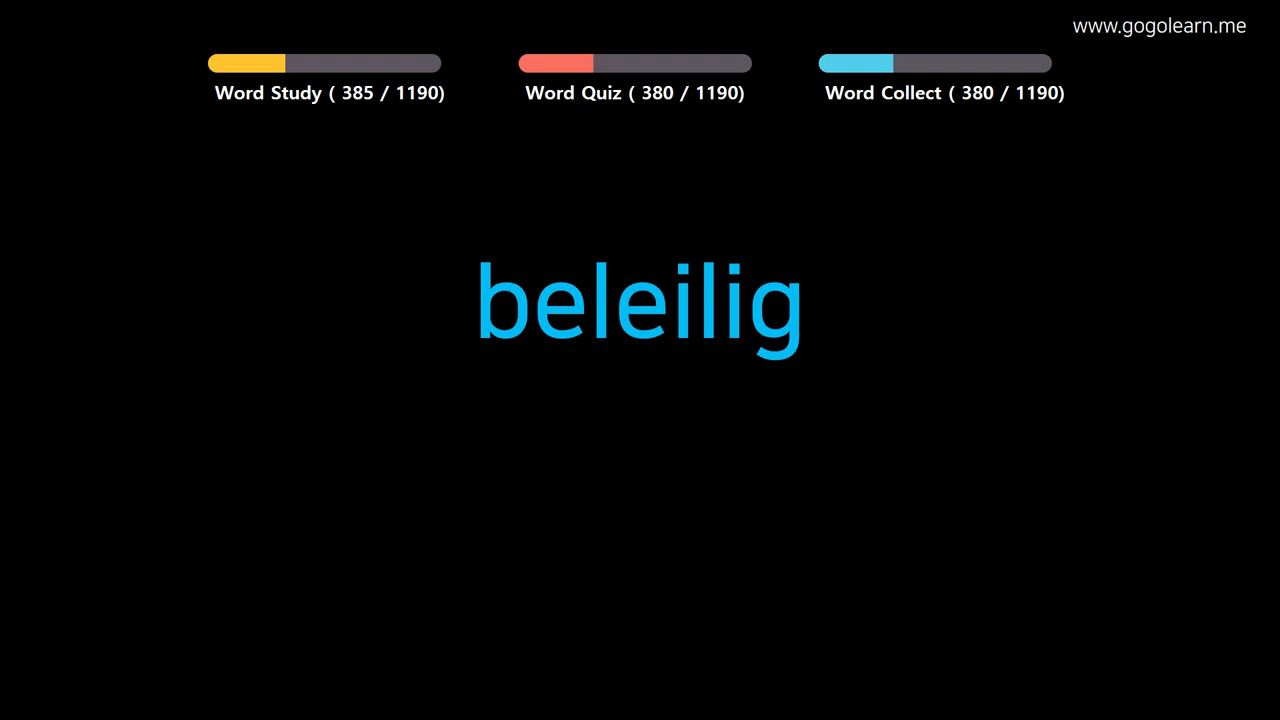 www.gogolearn.me
Word Study ( 385 / 1190)
Word Quiz ( 380 / 1190)
Word Collect ( 380 / 1190)
beleilig